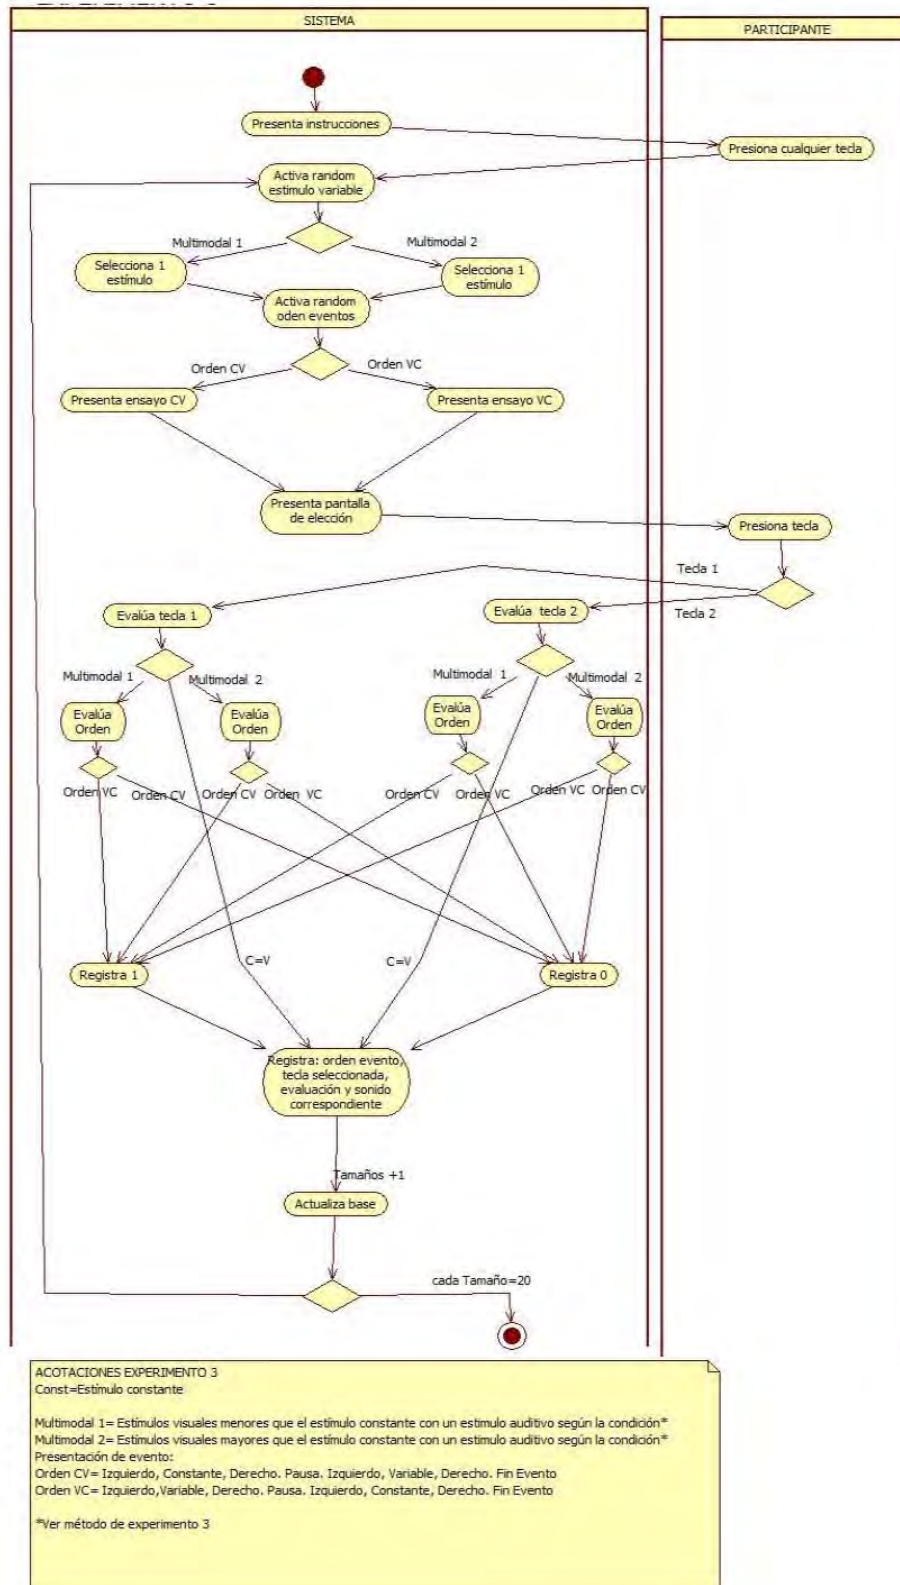 SISTEMA
PARTICIPANTE
Presenta instrucciones
Presiona cualquier tecla
Activa random
estimulo variable
Multimodal 1
Multimodal 2
Selecciona 1
estímulo
Selecciona 1
estímulo
Activa random
oden eventos
Orden CV
Orden VC
Presenta ensayo CV
Presenta ensayo VC
Presenta pantalla
de elección
Presiona tecla
Tecla 1
Tecla 2
Evalúa tecla 1
Evalúa tecla 2
Multimodal 1
Multimodal 2
Multimodal 1
Multimodal 2
Evalúa
Orden
Evalúa
Orden
Evalúa
Orden
Evalúa
Orden
Orden VC
Orden CV
Orden CV
Orden VC
Orden CV
Orden VC
Orden VC
Orden CV
C=V
C=V
Registra 1
Registra 0
Registra: orden evento,
tecla seleccionada,
evaluación y sonido
correspondiente
Tamaños +1
Actualiza base
cada Tamaño=20
ACOTACIONES EXPERIMENTO 3
Const=Estímulo constante
Multimodal 1= Estímulos visuales menores que el estímulo constante con un estimulo auditivo según la condición*
Multimodal 2= Estímulos visuales mayores que el estímulo constante con un estimulo auditivo según la condición*
Presentación de evento:
Orden CV= Izquierdo, Constante, Derecho. Pausa. Izquierdo, Variable, Derecho. Fin Evento
Orden VC= Izquierdo,Variable, Derecho. Pausa. Izquierdo, Constante, Derecho. Fin Evento
*Ver método de experimento 3